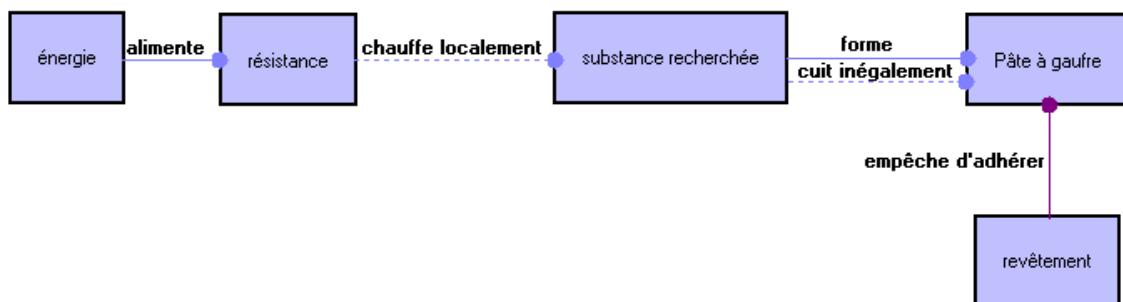 énergie
alimente
résistance
chauffe localement
substance recherchée
forme
cuit inégalement
Pâte à gaufre
empêche d'adhérer
revêtement